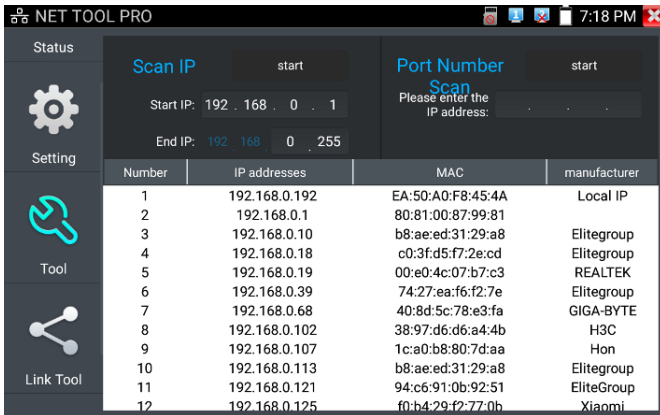 NET TOOL PRO
7:18 PM
Status
Setting
Tool
Link Tool
Scan IP
start
Start IP: 192 . 168 . 0 . 1
End IP: 192 . 168 . 0 . 255
Port Number Scan
start
Please enter the
IP address: . . .
Number IP addresses MAC manufacturer
1 192.168.0.192 EA:50:A0:F8:45:4A Local IP
2 192.168.0.1 80:81:00:87:99:81
3 192.168.0.10 b8:ae:ed:31:29:a8 Elitegroup
4 192.168.0.18 c0:3f:d5:f7:2e:cd Elitegroup
5 192.168.0.19 00:e0:4c:07:b7:c3 REALTEK
6 192.168.0.39 74:27:ea:f6:f2:7e Elitegroup
7 192.168.0.68 40:8d:5c:78:e3:fa GIGA-BYTE
8 192.168.0.102 38:97:d6:d6:a4:4b H3C
9 192.168.0.107 1c:a0:b8:80:7d:aa Hon
10 192.168.0.113 b8:ae:ed:31:29:a8 Elitegroup
11 192.168.0.121 94:c6:91:0b:92:51 EliteGroup
12 192.168.0.125 f0:b4:29:f2:77:0b Xiaomi